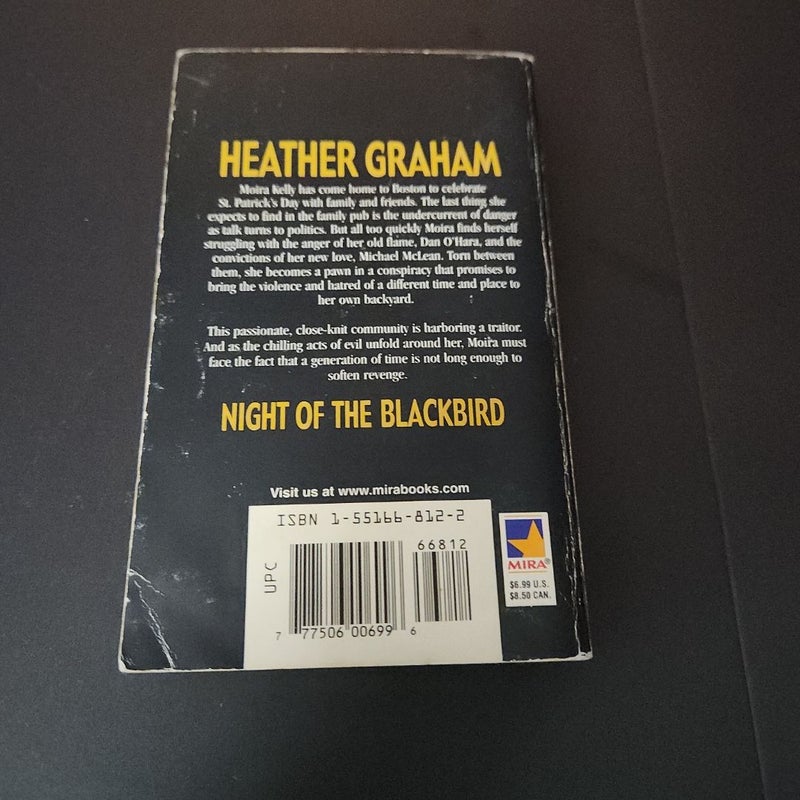 HEATHER GRAHAM
Moira Kelly has come home to Boston to celebrate
St. Patrick's Day with family and friends. The last thing she
expects to find in the family pub is the undercurrent of danger
as talk turns to politics. But all too quickly Moira finds herself
struggling with the anger of her old flame, Dan O'Hara, and the
convictions of her new love, Michael McLean. Torn between
them, she becomes a pawn in a conspiracy that promises to
bring the violence and hatred of a different time and place to
her own backyard.
This passionate, close-knit community is harboring a traitor.
And as the chilling acts of evil unfold around her, Moira must
face the fact that a generation of time is not long enough to
soften revenge.
NIGHT OF THE BLACKBIRD
Visit us at www.mirabooks.com
ISBN 1-55166-812-2
66812
UPC
7 77506 00699 6
MIRA®
$6.99 U.S.
$8.50 CAN.